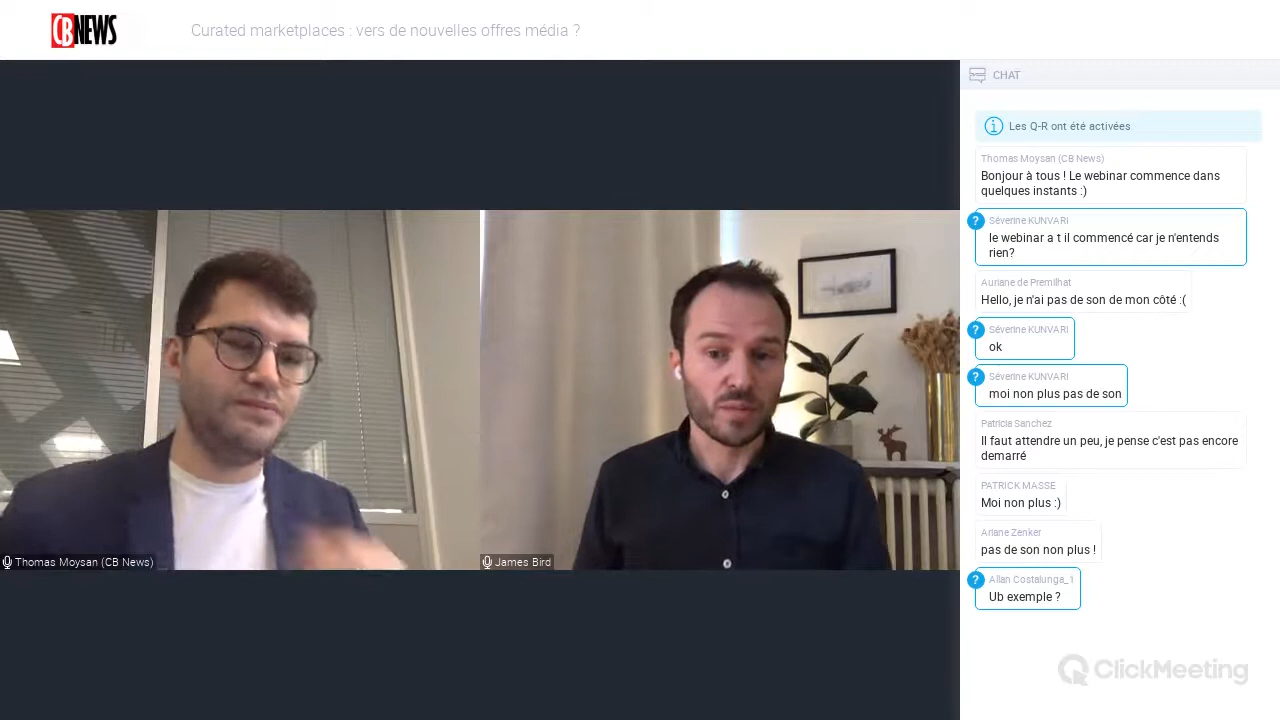 CBNEWS
Curated marketplaces : vers de nouvelles offres média ?
CHAT
Les Q-R ont été activées
Thomas Moysan (CB News)
Bonjour à tous ! Le webinar commence dans
quelques instants :)
?
Séverine KUNVARI
le webinar a t il commencé car je n'entends
rien?
Auriane de Premilhat
Hello, je n'ai pas de son de mon côté :(
?
Séverine KUNVARI
ok
?
Séverine KUNVARI
moi non plus pas de son
Patricia Sanchez
Il faut attendre un peu, je pense c'est pas encore
demarré
PATRICK MASSE
Moi non plus :)
Ariane Zenker
pas de son non plus !
?
Allan Costalunga_1
Ub exemple ?
Thomas Moysan (CB News)
James Bird
ClickMeeting